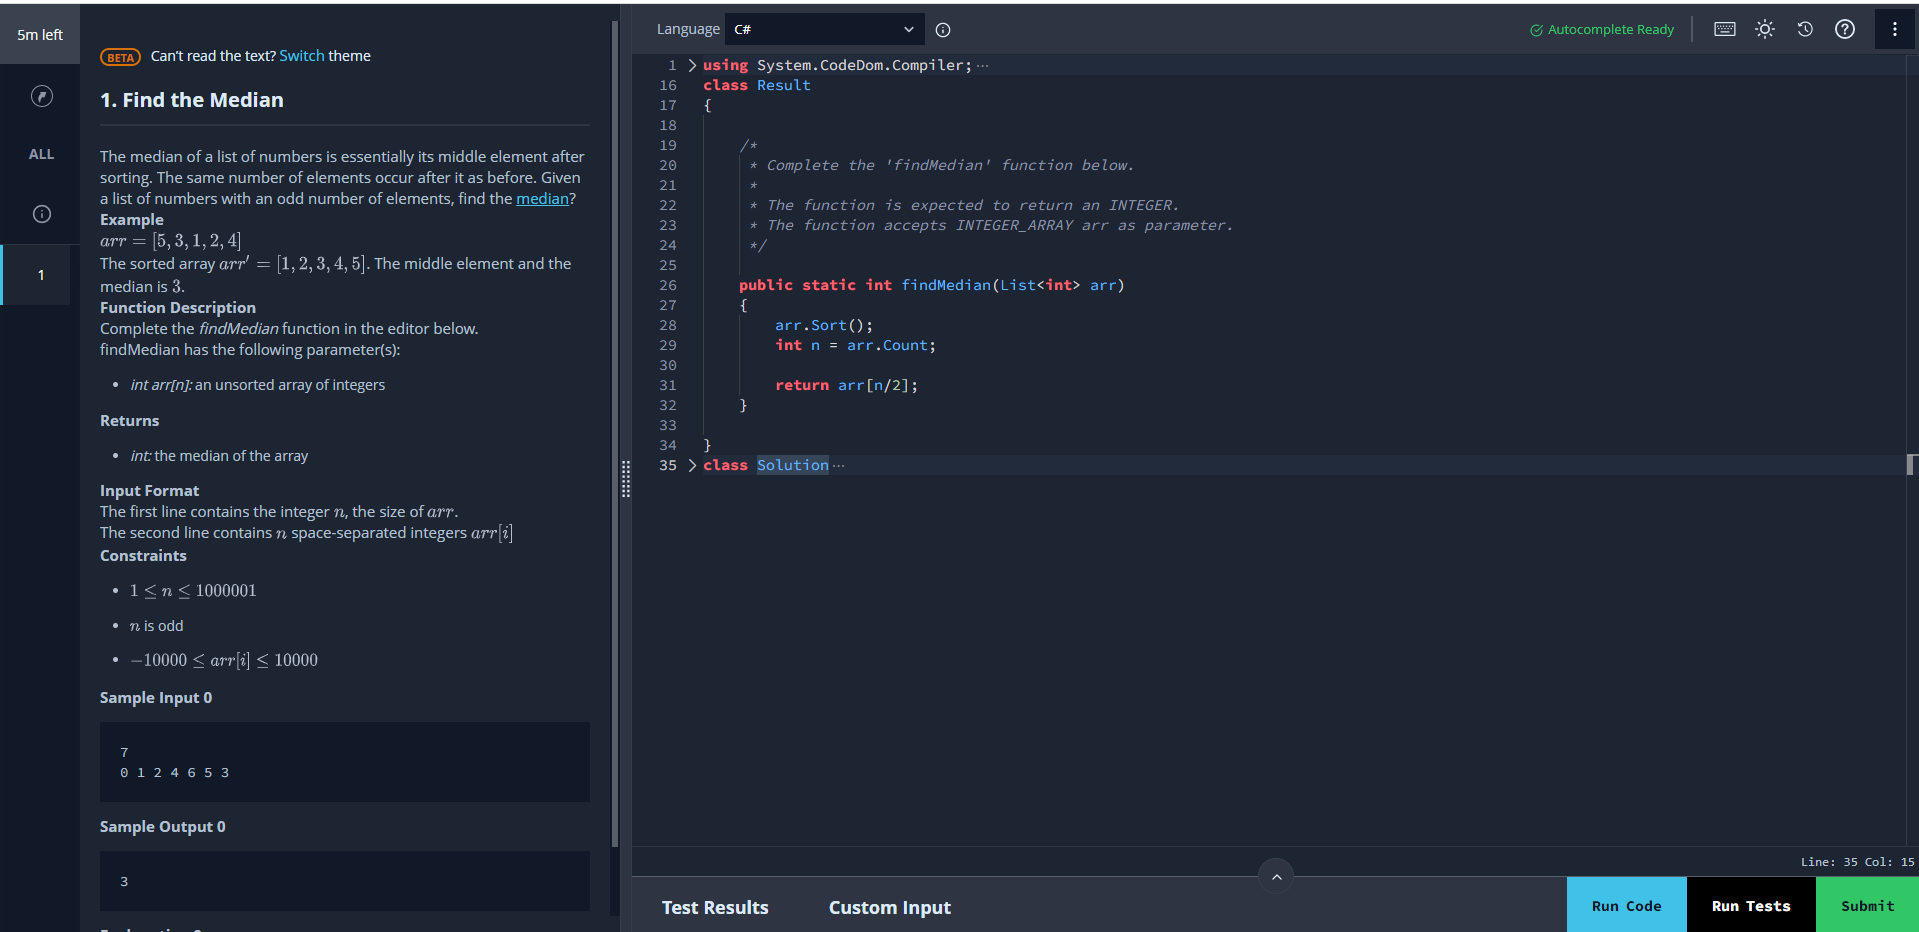 5m left
ALL
1
BETA Can't read the text? Switch theme
1. Find the Median
The median of a list of numbers is essentially its middle element after
sorting. The same number of elements occur after it as before. Given
a list of numbers with an odd number of elements, find the median?
Example
arr = [5, 3, 1, 2, 4]
The sorted array arr′ = [1, 2, 3, 4, 5]. The middle element and the
median is 3.
Function Description
Complete the findMedian function in the editor below.
findMedian has the following parameter(s):
• int arr[n]: an unsorted array of integers
Returns
• int: the median of the array
Input Format
The first line contains the integer n, the size of arr.
The second line contains n space-separated integers arr[i]
Constraints
• 1 ≤ n ≤ 1000001
• n is odd
• −10000 ≤ arr[i] ≤ 10000
Sample Input 0
7
0 1 2 4 6 5 3
Sample Output 0
3
Language C#
Autocomplete Ready
1 using System.CodeDom.Compiler; ···
16 class Result
17 {
18
19 /*
20 * Complete the 'findMedian' function below.
21 *
22 * The function is expected to return an INTEGER.
23 * The function accepts INTEGER_ARRAY arr as parameter.
24 */
25
26 public static int findMedian(List<int> arr)
27 {
28 arr.Sort();
29 int n = arr.Count;
30
31 return arr[n/2];
32 }
33
34 }
35 class Solution ···
Line: 35 Col: 15
Test Results
Custom Input
Run Code
Run Tests
Submit